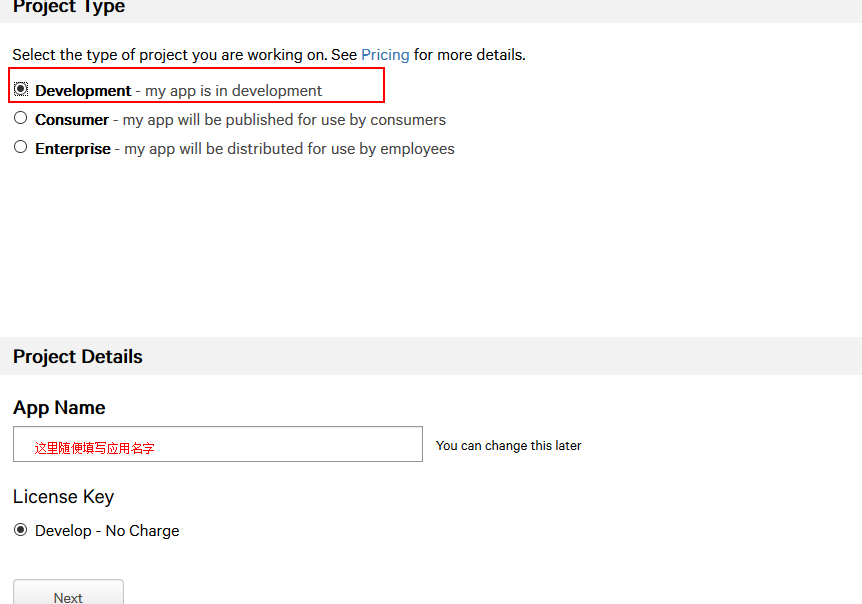 Project Type
Select the type of project you are working on. See Pricing for more details.
Development - my app is in development
Consumer - my app will be published for use by consumers
Enterprise - my app will be distributed for use by employees
Project Details
App Name
这里随便填写应用名字
You can change this later
License Key
Develop - No Charge
Next